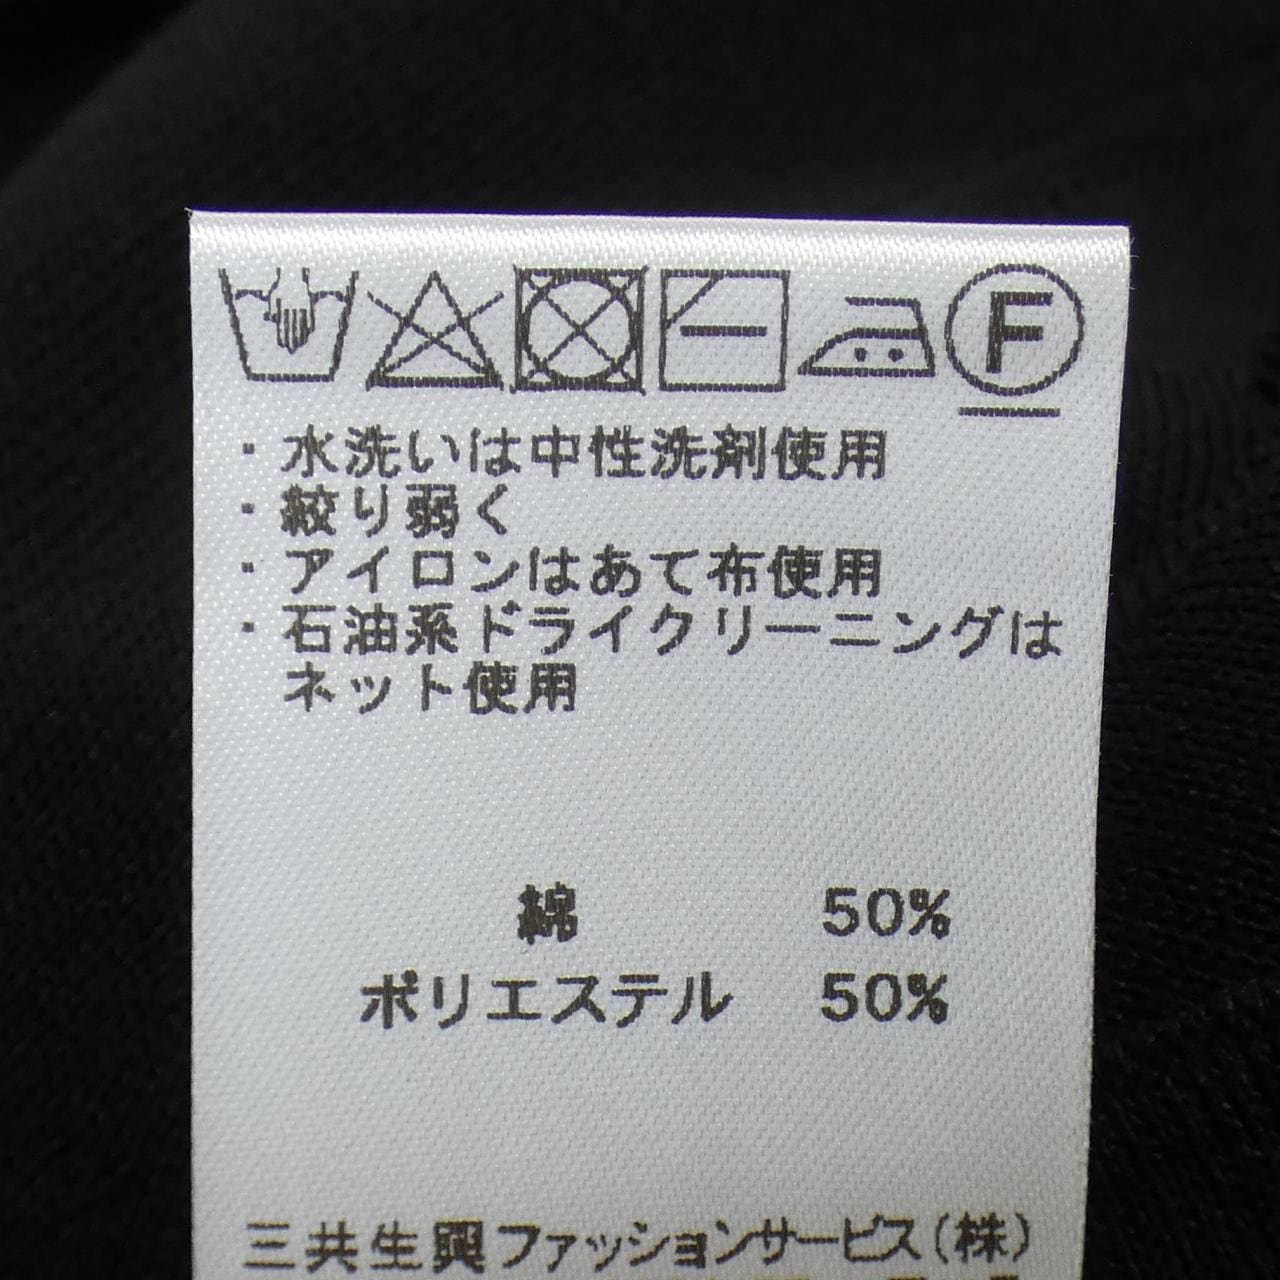 F
・水洗いは中性洗剤使用
・絞り弱く
・アイロンはあて布使用
・石油系ドライクリーニングは
ネット使用
綿 50%
ポリエステル 50%
三共生興ファッションサービス(株)